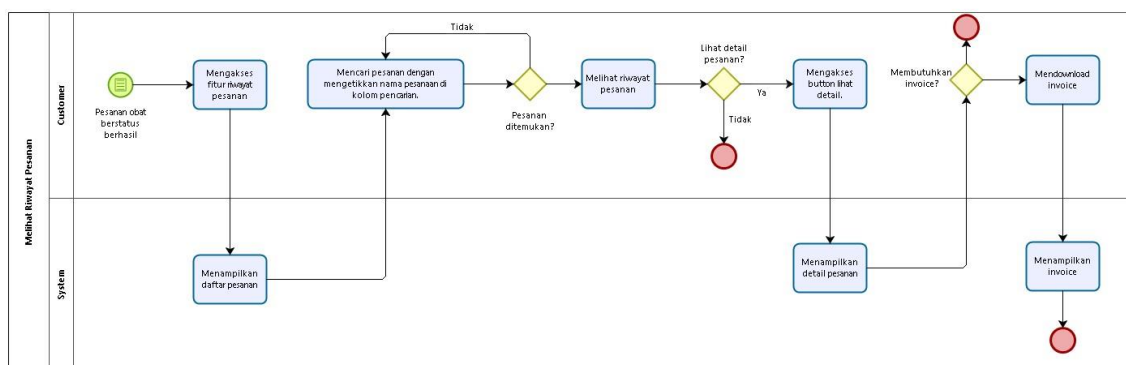 Melihat Riwayat Pesanan
Customer
System
Pesanan obat
berstatus
berhasil
Mengakses
fitur riwayat
pesanan
Menampilkan
daftar pesanan
Mencari pesanan dengan
mengetikkan nama pesanaan di
kolom pencarian.
Tidak
Pesanan
ditemukan?
Melihat riwayat
pesanan
Lihat detail
pesanan?
Ya
Tidak
Mengakses
button lihat
detail.
Menampilkan
detail pesanan
Membutuhkan
invoice?
Mendownload
invoice
Menampilkan
invoice